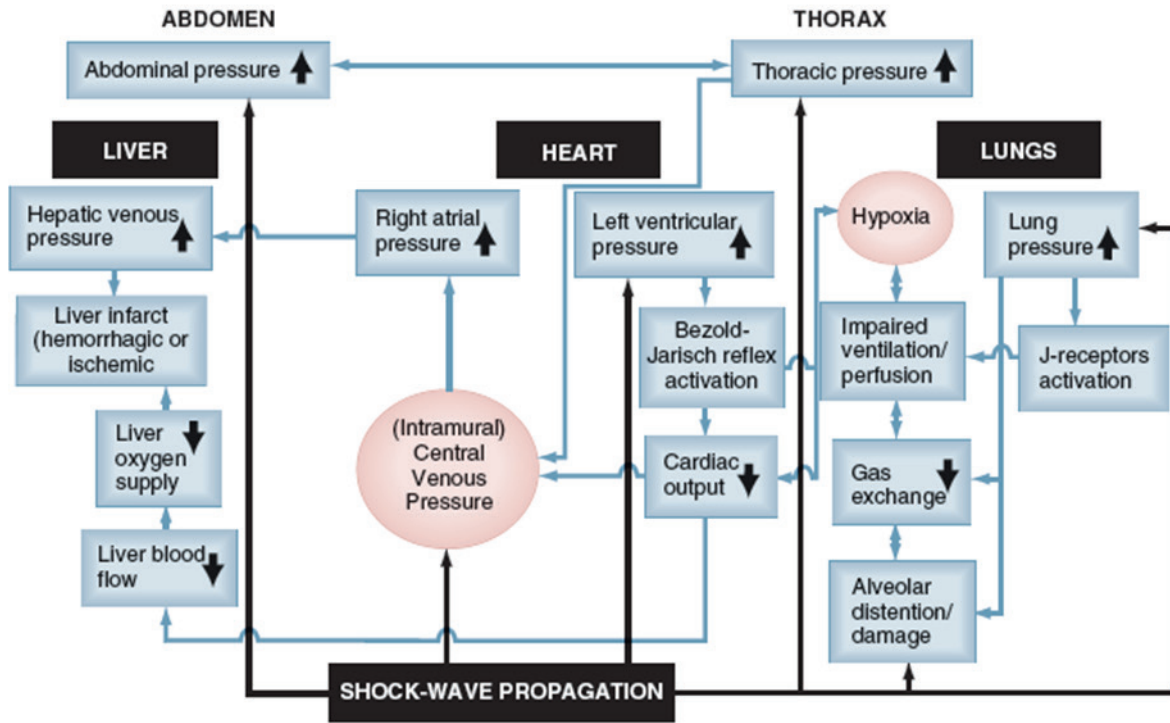 ABDOMEN
THORAX
Abdominal pressure
Thoracic pressure
LIVER
HEART
LUNGS
Hepatic venous
pressure
Right atrial
pressure
Left ventricular
pressure
Hypoxia
Lung
pressure
Liver infarct
(hemorrhagic or
ischemic
Bezold-
Jarisch reflex
activation
Impaired
ventilation/
perfusion
J-receptors
activation
Liver
oxygen
supply
(Intramural)
Central
Venous
Pressure
Cardiac
output
Gas
exchange
Liver blood
flow
Alveolar
distention/
damage
SHOCK-WAVE PROPAGATION